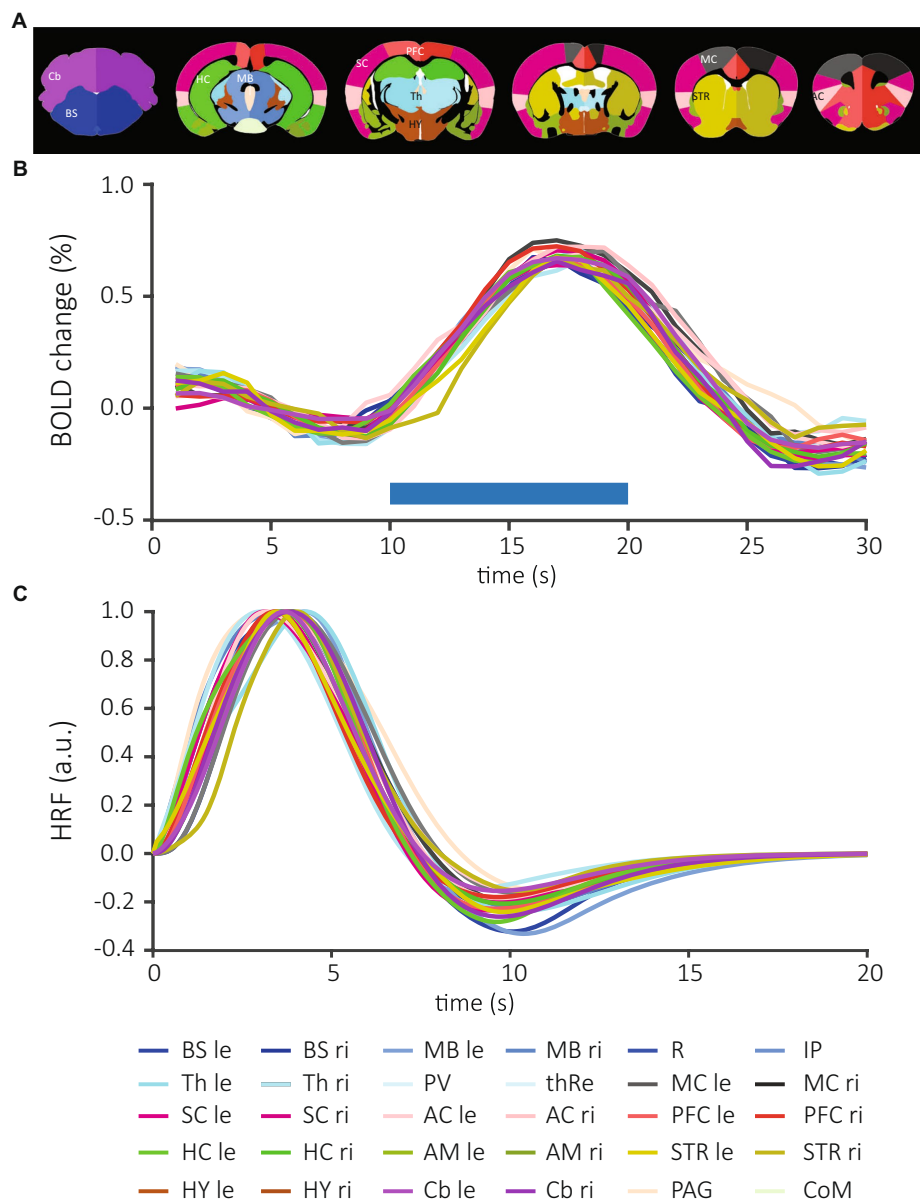 A
Cb
BS
HC
MB
SC
PFC
Th
HY
MC
STR
AC
B
BOLD change (%)
1.0
0.5
0.0
-0.5
0 5 10 15 20 25 30
time (s)
C
HRF (a.u.)
1.0
0.8
0.6
0.4
0.2
0.0
-0.2
-0.4
0 5 10 15 20
time (s)
BS le BS ri MB le MB ri R IP
Th le Th ri PV thRe MC le MC ri
SC le SC ri AC le AC ri PFC le PFC ri
HC le HC ri AM le AM ri STR le STR ri
HY le HY ri Cb le Cb ri PAG CoM